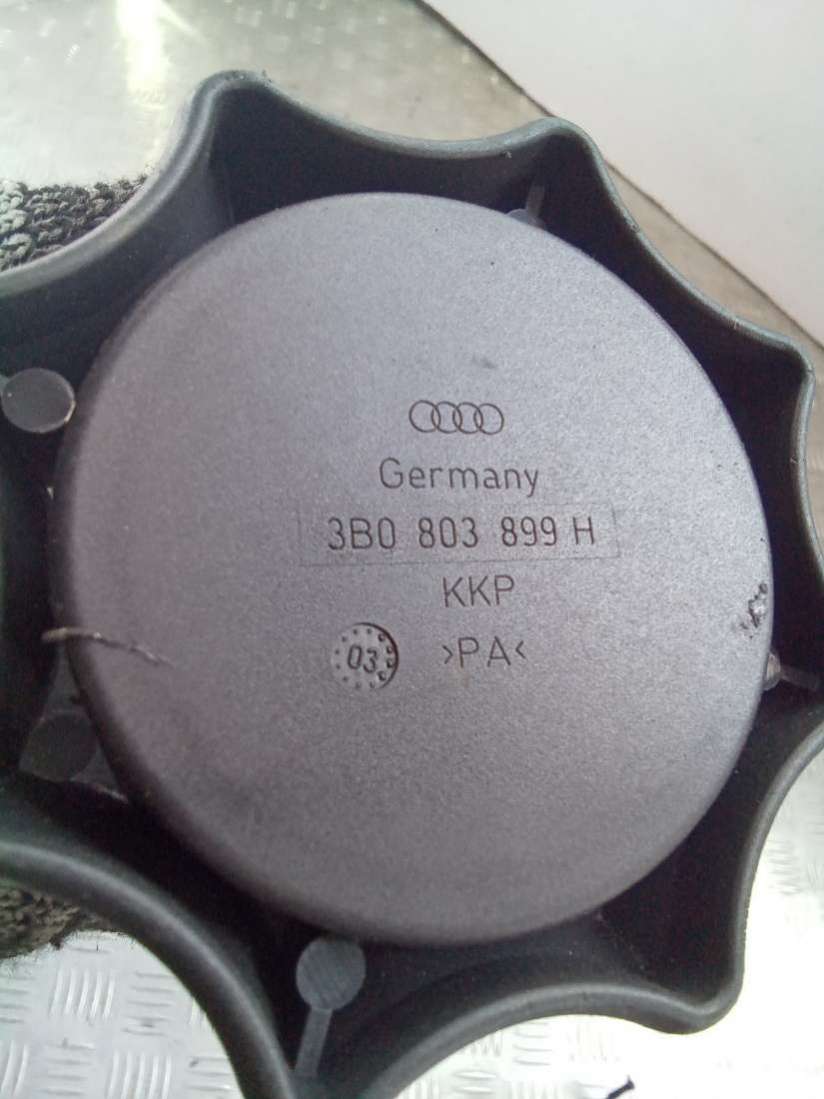 Germany
3B0 803 899 H
KKP
03 >PA<